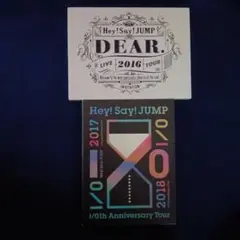 Hey! Say! JUMP
DEAR.
LIVE 2016 TOUR
Hey! Say! JUMP
I/O 2017
2018 I/O
I/Oth Anniversary Tour